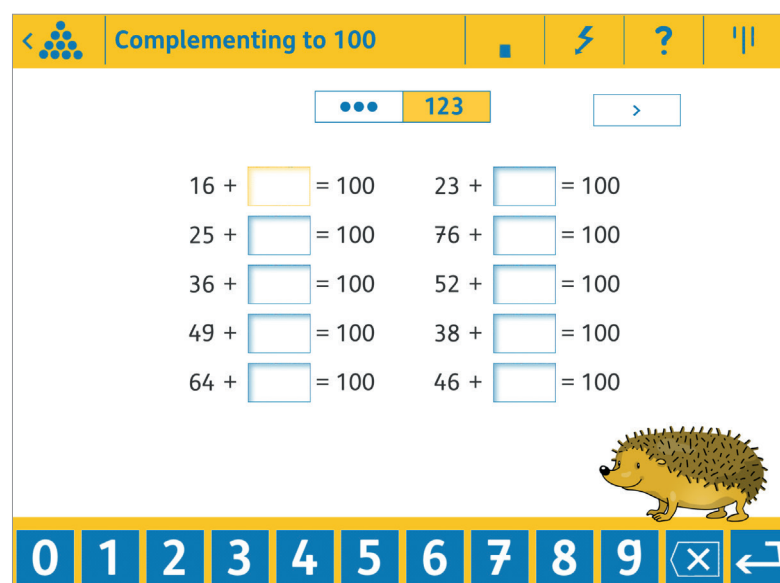 < Complementing to 100 ?
123
>
16 + = 100 23 + = 100
25 + = 100 76 + = 100
36 + = 100 52 + = 100
49 + = 100 38 + = 100
64 + = 100 46 + = 100
0 1 2 3 4 5 6 7 8 9